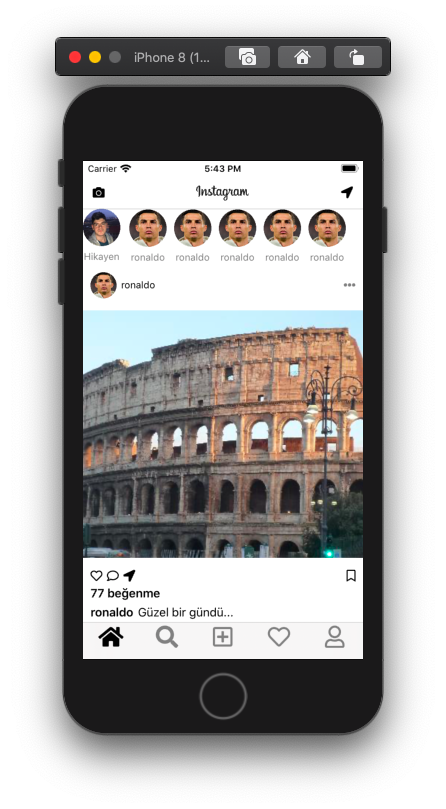 iPhone 8 (1...
Carrier 5:43 PM
Instagram
Hikayen ronaldo ronaldo ronaldo ronaldo ronaldo
ronaldo
77 beğenme
ronaldo Güzel bir gündü...